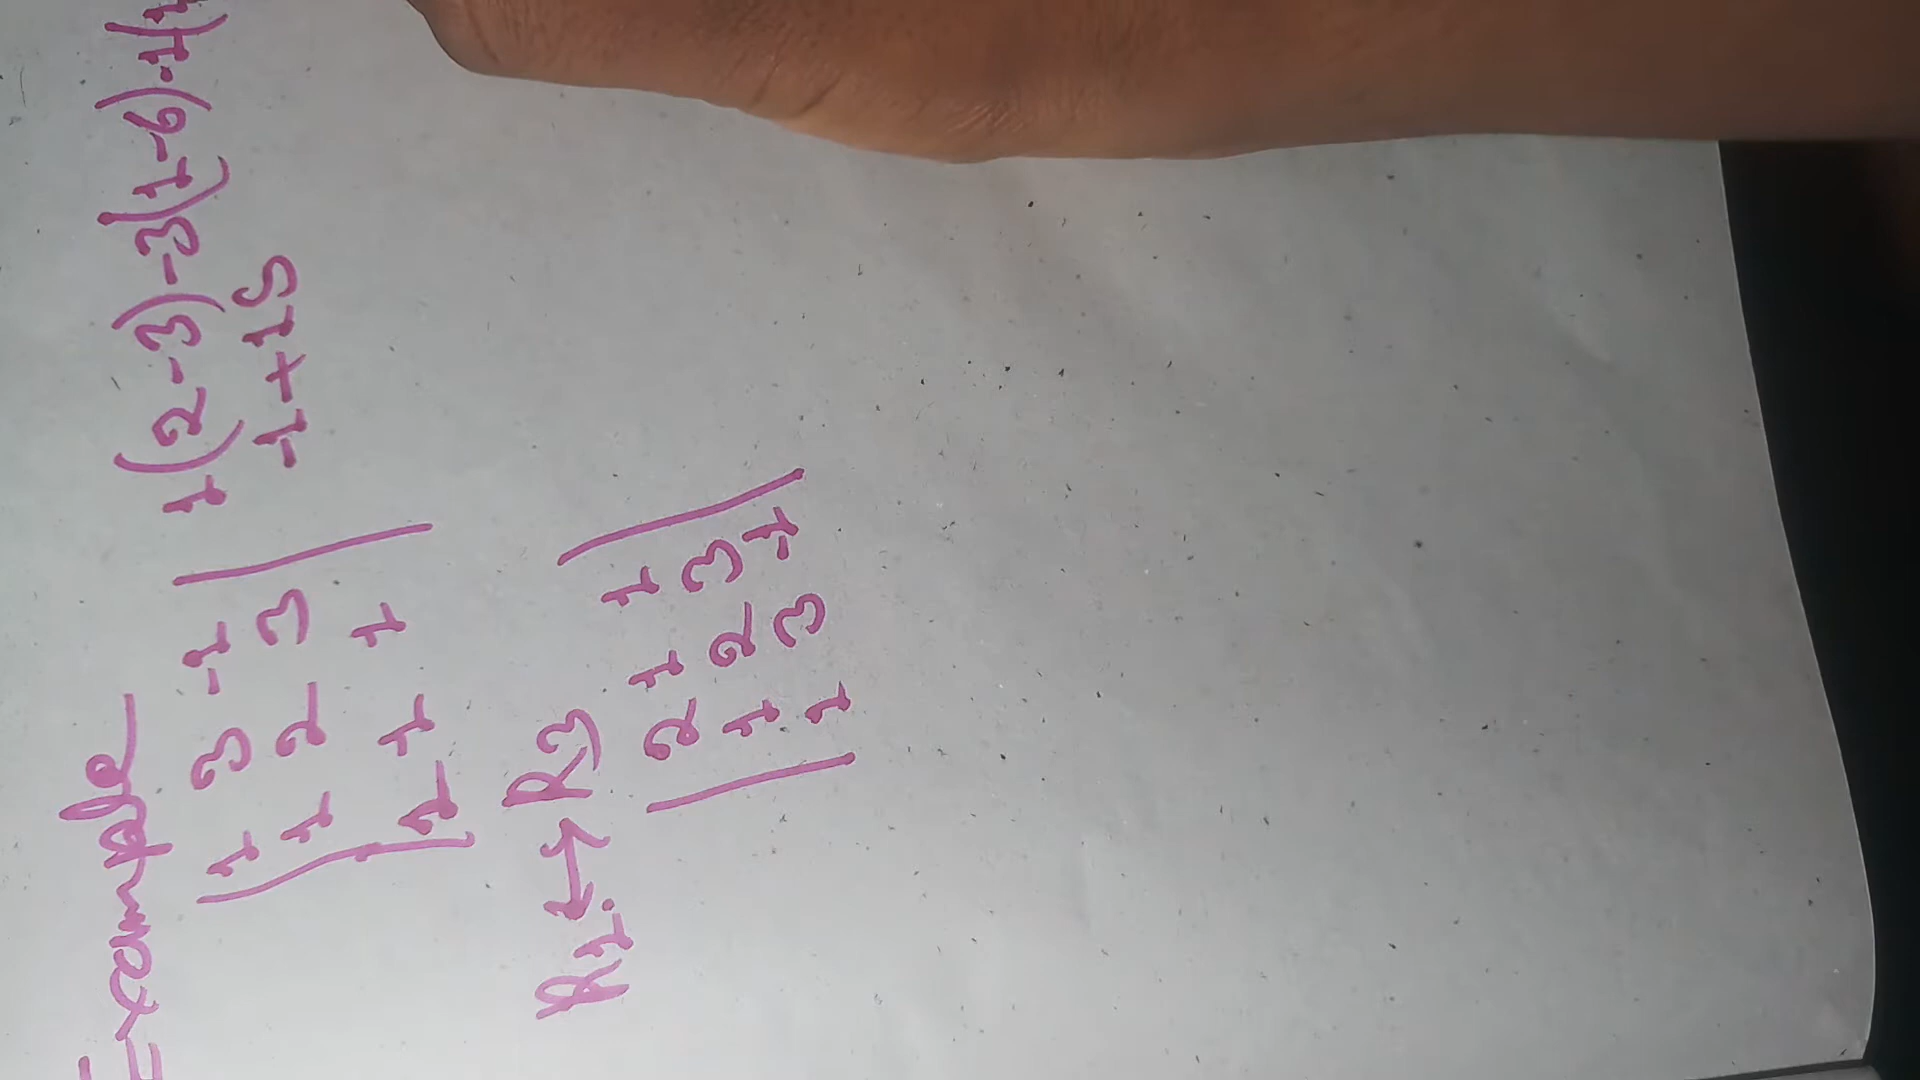 Example
| 1 3 -1 | 1(2-3)-3(1-6)-1(
| 1 2 3 | -1+15
| 2 1 1 |
R1↔R3
| 2 1 1 |
| 1 2 3 |
| 1 3 -1 |